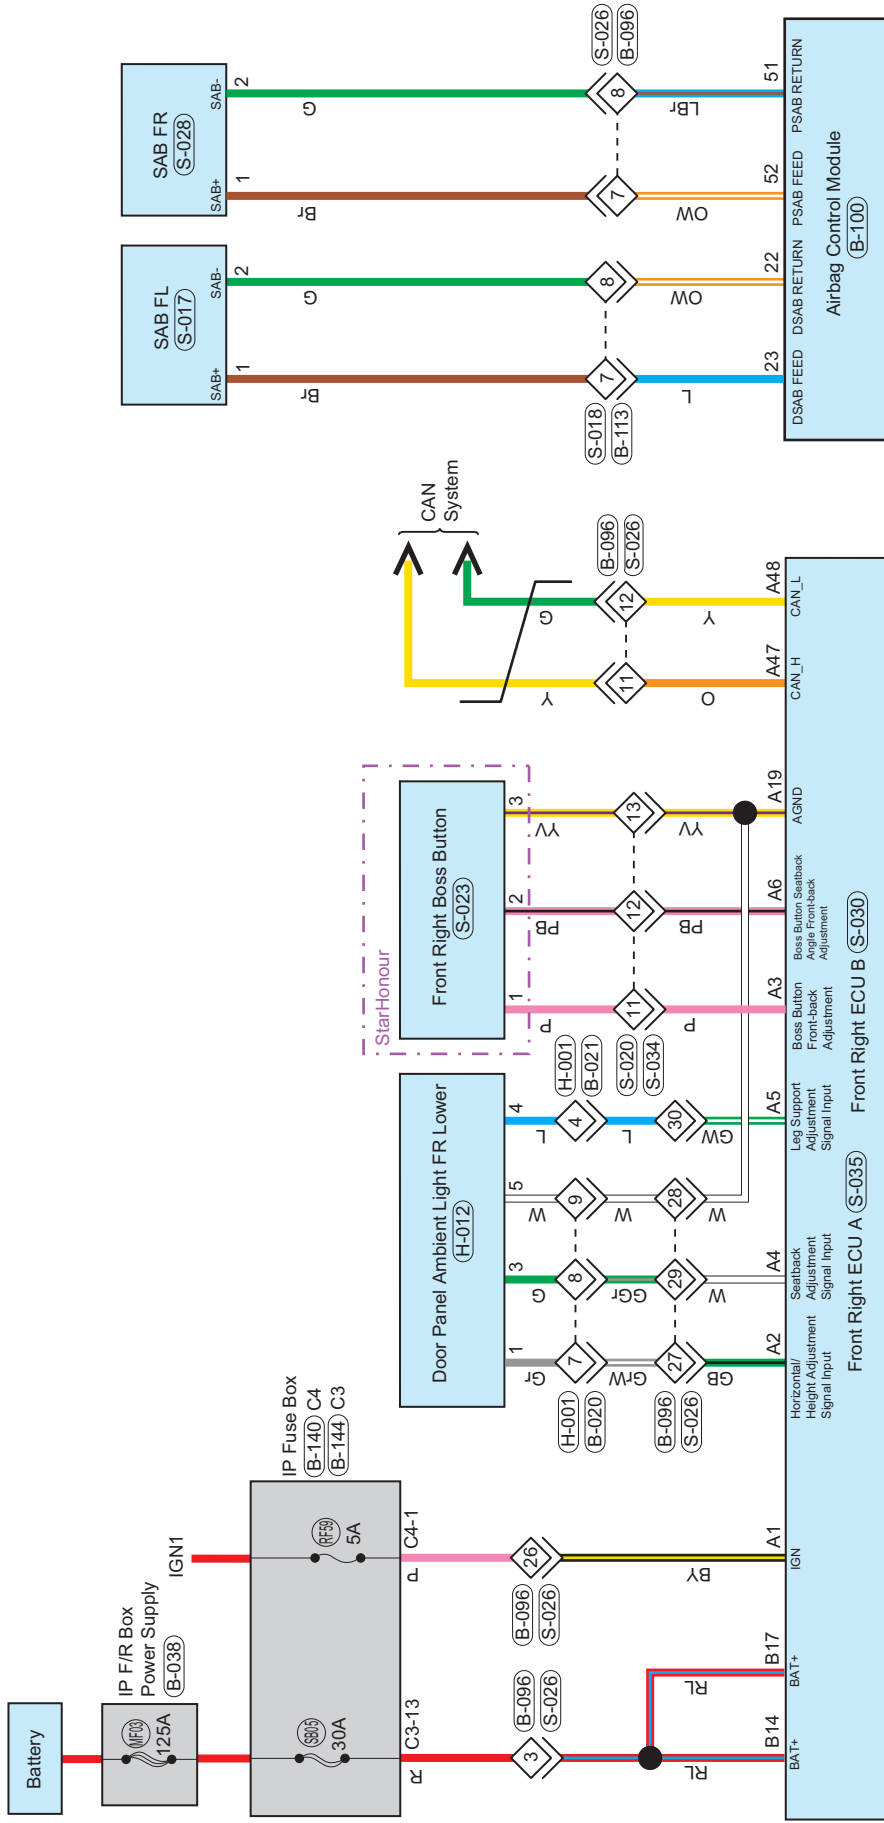 Battery
IP F/R Box
Power Supply
B-038
MF03
125A
IGN1
IP Fuse Box
B-140 C4
B-144 C3
SB05
30A
RF59
5A
C3-13
C4-1
R
P
B-096
S-026
3
B-096
S-026
26
RL
RL
BY
B14
B17
A1
BAT+
BAT+
IGN
Door Panel Ambient Light FR Lower
H-012
1
3
5
4
Gr
G
W
L
H-001
B-020
7
8
9
4
H-001
B-021
GrW
GGr
W
L
B-096
S-026
27
29
28
30
GB
W
W
GW
A2
A4
A5
Horizontal/
Height Adjustment
Signal Input
Seatback
Adjustment
Signal Input
Leg Support
Adjustment
Signal Input
StarHonour
Front Right Boss Button
S-023
1
2
3
P
PB
YV
S-020
S-034
11
12
13
P
PB
YV
A3
A6
A19
Boss Button
Front-back
Adjustment
Boss Button Seatback
Angle Front-back
Adjustment
AGND
CAN
System
Y
G
11
12
B-096
S-026
O
Y
A47
A48
CAN_H
CAN_L
Front Right ECU A S-035
Front Right ECU B S-030
SAB FL
S-017
SAB+
SAB-
1
2
Br
G
S-018
B-113
7
8
L
OW
23
22
DSAB FEED
DSAB RETURN
SAB FR
S-028
SAB+
SAB-
1
2
Br
G
7
8
S-026
B-096
OW
LBr
52
51
PSAB FEED
PSAB RETURN
Airbag Control Module
B-100